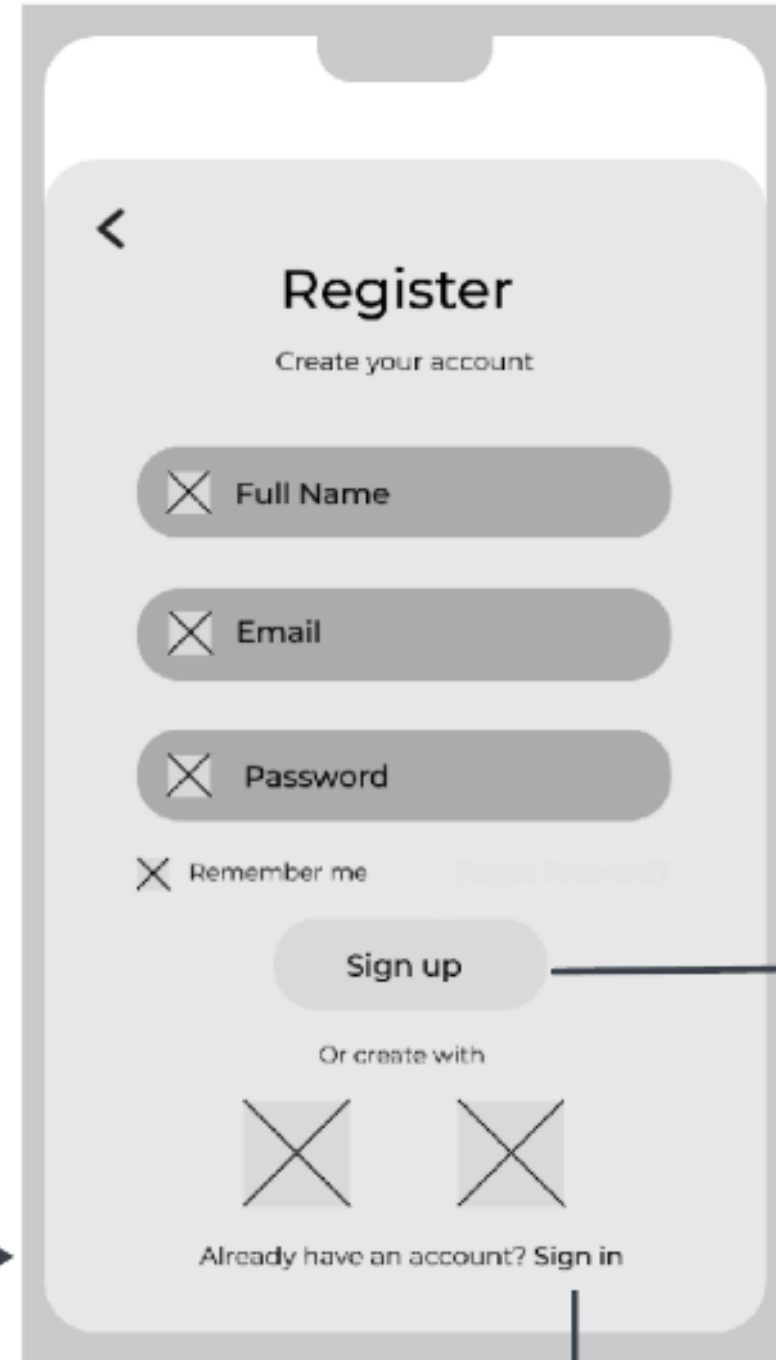 Register
Create your account
Full Name
Email
Password
Remember me
Sign up
Or create with
Already have an account? Sign in